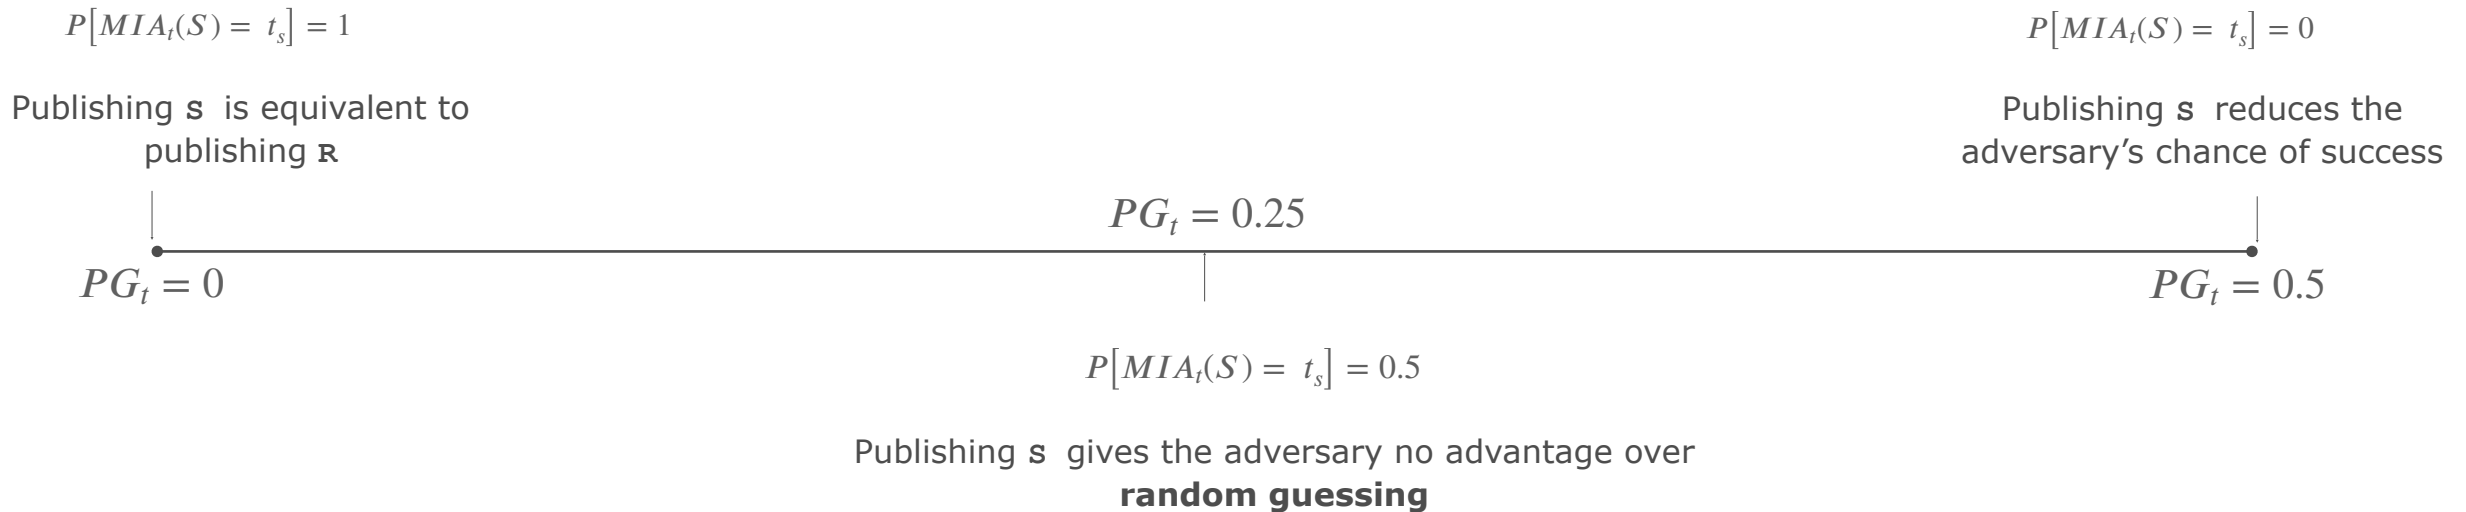 P[MIA_t(S) = t_s] = 1
Publishing S is equivalent to
publishing R
P[MIA_t(S) = t_s] = 0
Publishing S reduces the
adversary’s chance of success
PG_t = 0.25
PG_t = 0
PG_t = 0.5
P[MIA_t(S) = t_s] = 0.5
Publishing S gives the adversary no advantage over
random guessing